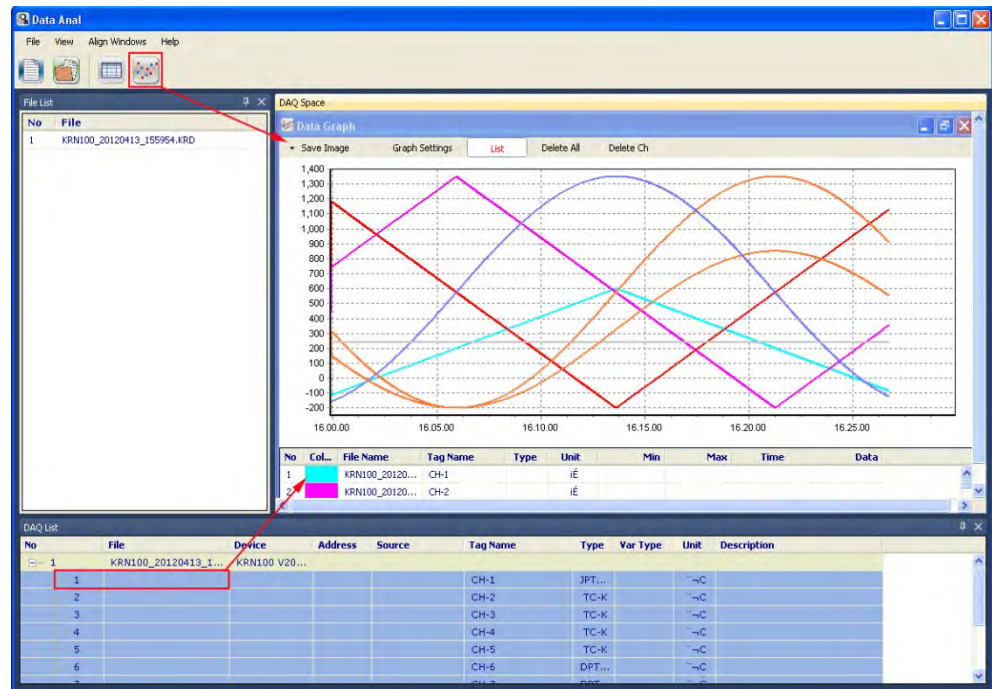 Data Anal
File View Align Windows Help
File List
No File
1 KRN100_20120413_155954.KRD
DAQ Space
Data Graph
Save Image Graph Settings List Delete All Delete Ch
1,400
1,300
1,200
1,100
1,000
900
800
700
600
500
400
300
200
100
0
-100
-200
16.00.00 16.05.00 16.10.00 16.15.00 16.20.00 16.25.00
No Col... File Name Tag Name Type Unit Min Max Time Data
1 KRN100_20120... CH-1 iÉ
2 KRN100_20120... CH-2 iÉ
DAQ List
No File Device Address Source Tag Name Type Var Type Unit Description
1 KRN100_20120413_1... KRN100 V20...
1 CH-1 JPT... ¨¬C
2 CH-2 TC-K ¨¬C
3 CH-3 TC-K ¨¬C
4 CH-4 TC-K ¨¬C
5 CH-5 TC-K ¨¬C
6 CH-6 DPT... ¨¬C